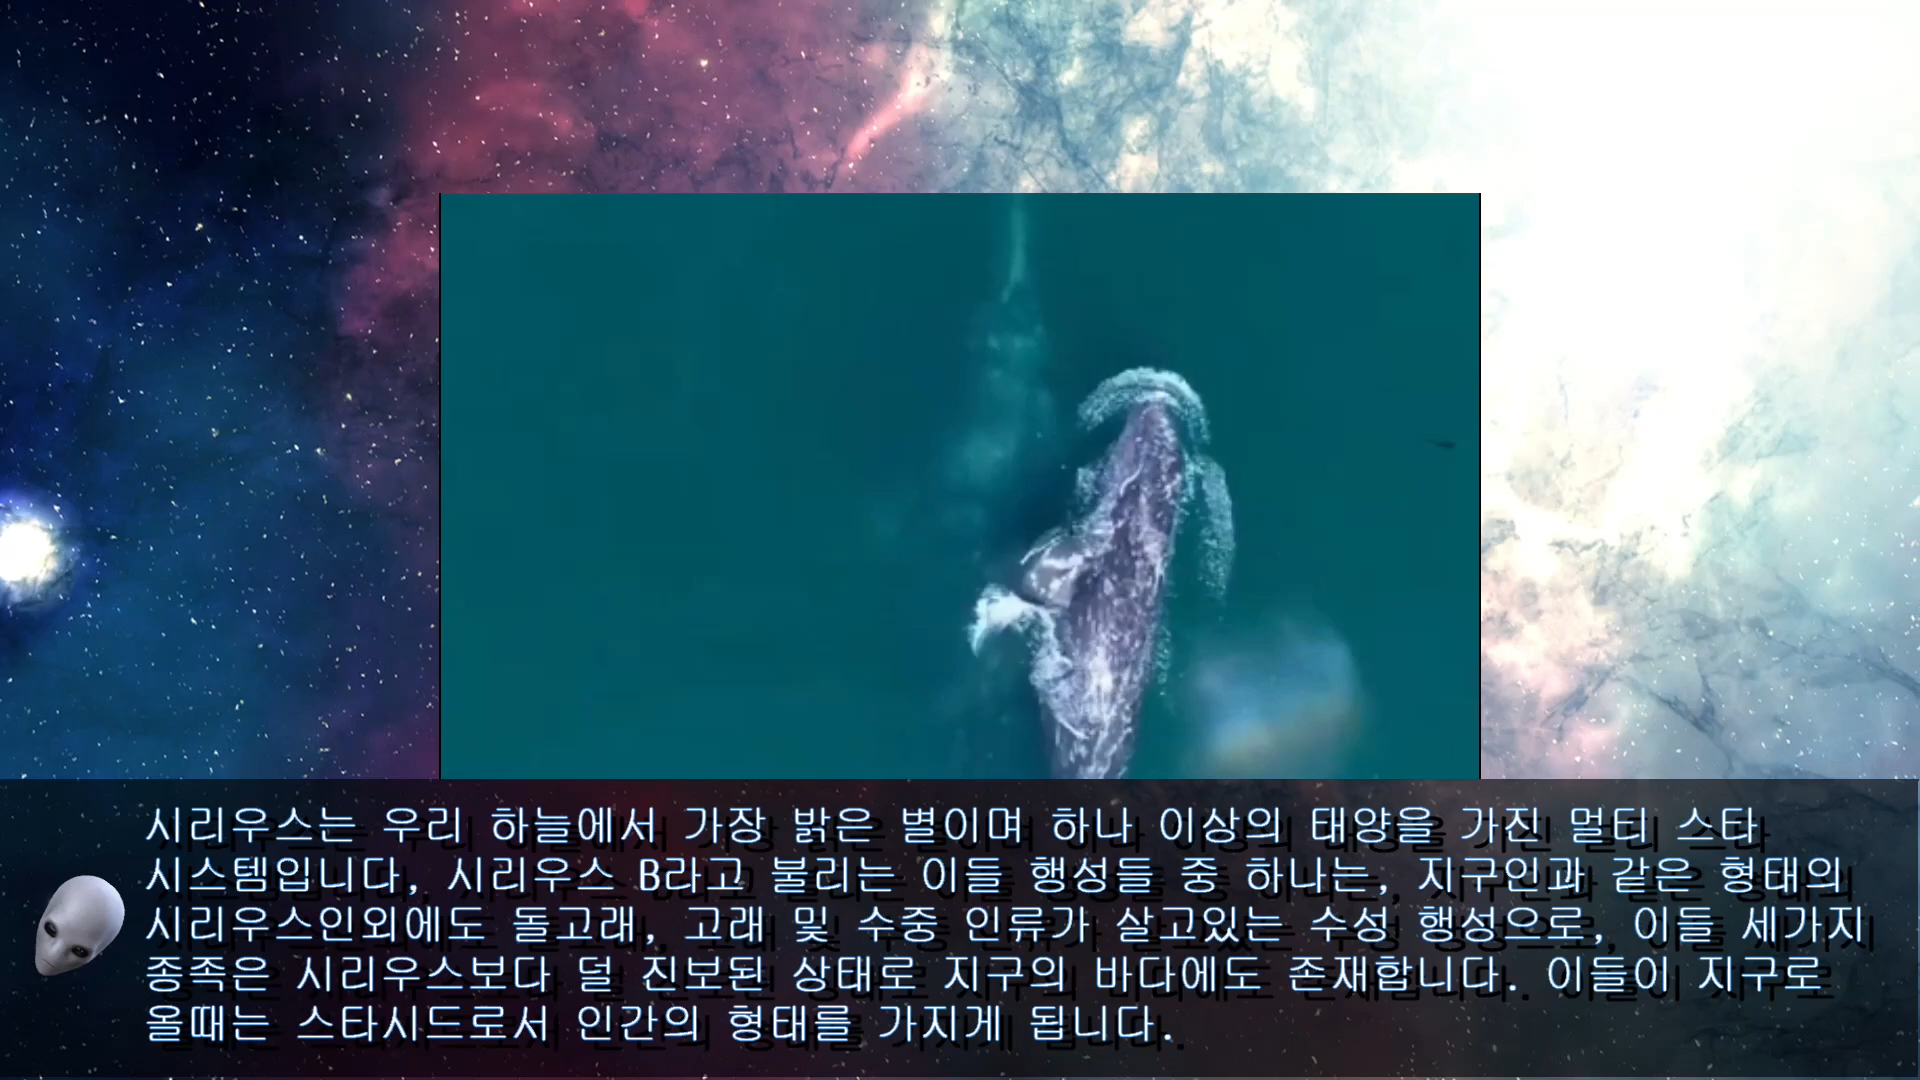 시리우스는 우리 하늘에서 가장 밝은 별이며 하나 이상의 태양을 가진 멀티 스타
시스템입니다, 시리우스 B라고 불리는 이들 행성들 중 하나는, 지구인과 같은 형태의
시리우스인외에도 돌고래, 고래 및 수중 인류가 살고있는 수성 행성으로, 이들 세가지
종족은 시리우스보다 덜 진보된 상태로 지구의 바다에도 존재합니다. 이들이 지구로
올때는 스타시드로서 인간의 형태를 가지게 됩니다.